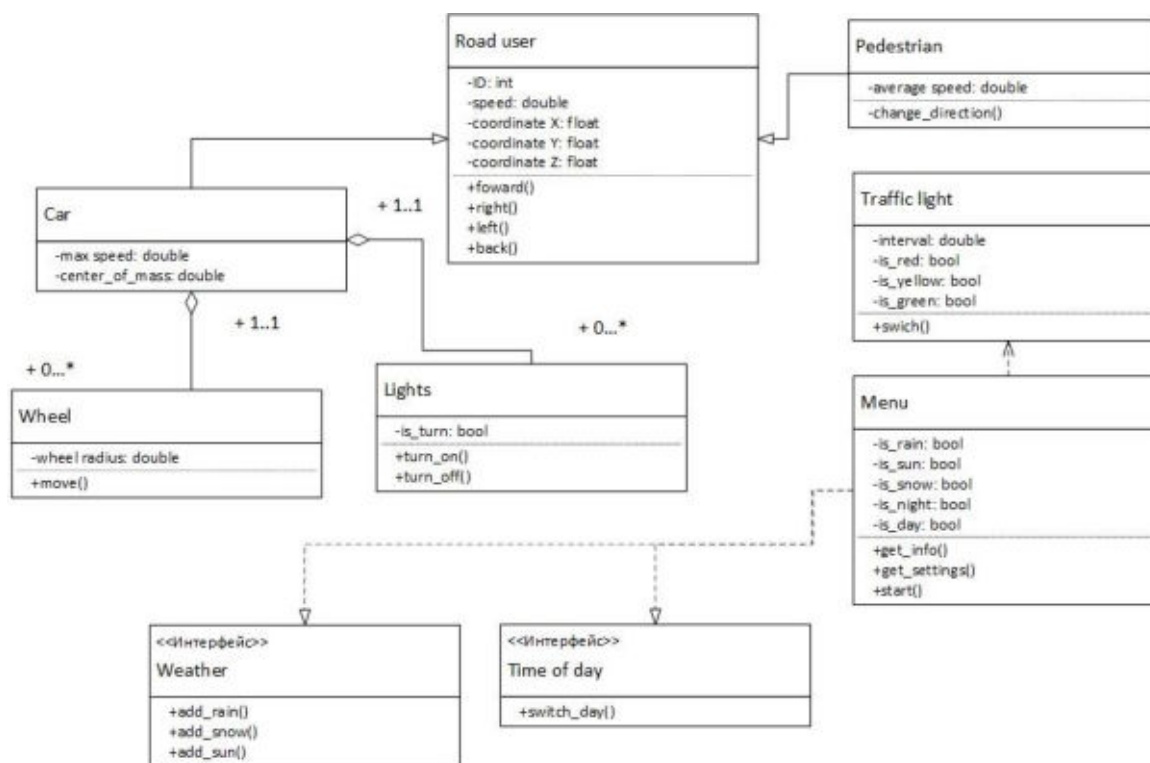 Road user
-ID: int
-speed: double
-coordinate X: float
-coordinate Y: float
-coordinate Z: float
+foward()
+right()
+left()
+back()
Pedestrian
-average speed: double
-change_direction()
Car
-max speed: double
-center_of_mass: double
+ 1..1
+ 1..1
+ 0...*
+ 0...*
Traffic light
-interval: double
-is_red: bool
-is_yellow: bool
-is_green: bool
+swich()
Wheel
-wheel radius: double
+move()
Lights
-is_turn: bool
+turn_on()
+turn_off()
Menu
-is_rain: bool
-is_sun: bool
-is_snow: bool
-is_night: bool
-is_day: bool
+get_info()
+get_settings()
+start()
<<Интерфейс>>
Weather
+add_rain()
+add_snow()
+add_sun()
<<Интерфейс>>
Time of day
+switch_day()